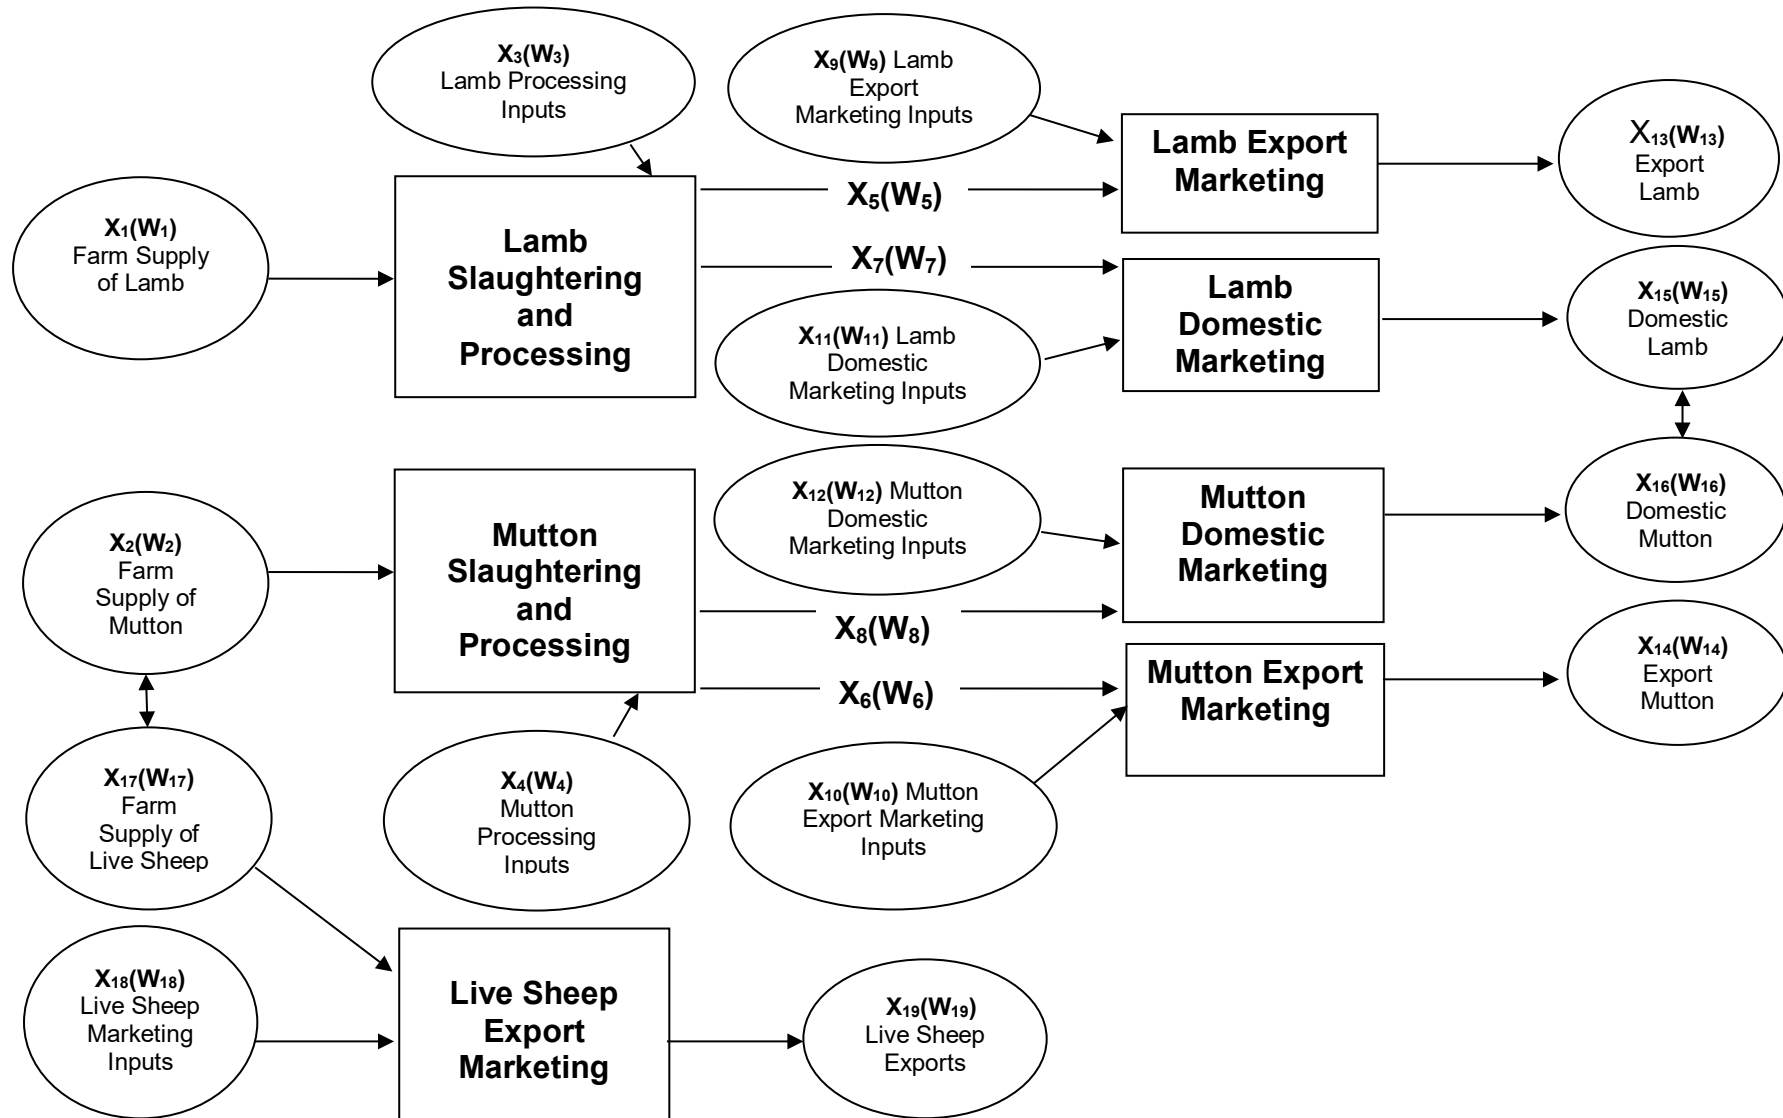 X₃(W₃)
Lamb Processing
Inputs
X₉(W₉) Lamb
Export
Marketing Inputs
Lamb Export
Marketing
X₁₃(W₁₃)
Export
Lamb
X₁(W₁)
Farm Supply
of Lamb
Lamb
Slaughtering
and
Processing
X₅(W₅)
X₇(W₇)
X₁₁(W₁₁) Lamb
Domestic
Marketing Inputs
Lamb
Domestic
Marketing
X₁₅(W₁₅)
Domestic
Lamb
X₂(W₂)
Farm
Supply of
Mutton
Mutton
Slaughtering
and
Processing
X₁₂(W₁₂) Mutton
Domestic
Marketing Inputs
Mutton
Domestic
Marketing
X₁₆(W₁₆)
Domestic
Mutton
X₈(W₈)
X₆(W₆)
Mutton Export
Marketing
X₁₄(W₁₄)
Export
Mutton
X₁₇(W₁₇)
Farm
Supply of
Live Sheep
X₄(W₄)
Mutton
Processing
Inputs
X₁₀(W₁₀) Mutton
Export Marketing
Inputs
X₁₈(W₁₈)
Live Sheep
Marketing
Inputs
Live Sheep
Export
Marketing
X₁₉(W₁₉)
Live Sheep
Exports